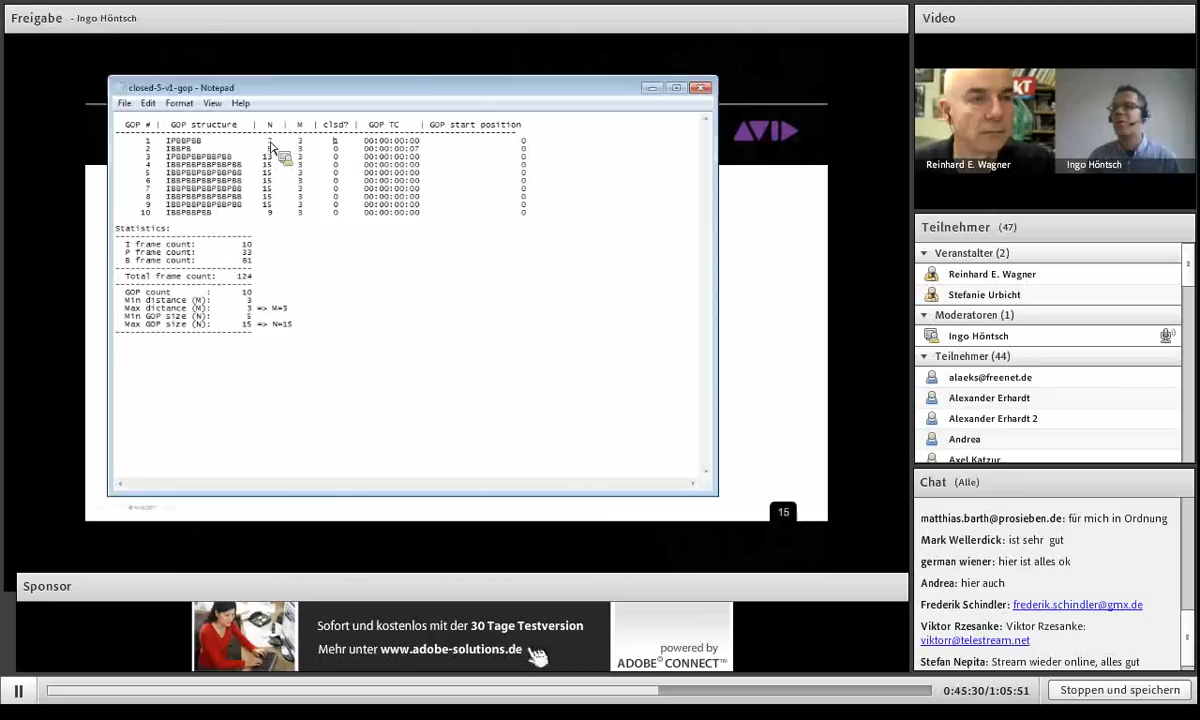 Freigabe - Ingo Höntsch
closed-5-v1-gop - Notepad
File Edit Format View Help
GOP # | GOP structure | N | M | clsd? | GOP TC | GOP start position
1 IPBBPBB 7 3 1 00:00:00:00 0
2 IBBPB 5 3 0 00:00:00:07 0
3 IPBBPBBPBBPBB 13 3 0 00:00:00:00 0
4 IBBPBBPBBPBBPBB 15 3 0 00:00:00:00 0
5 IBBPBBPBBPBBPBB 15 3 0 00:00:00:00 0
6 IBBPBBPBBPBBPBB 15 3 0 00:00:00:00 0
7 IBBPBBPBBPBBPBB 15 3 0 00:00:00:00 0
8 IBBPBBPBBPBBPBB 15 3 0 00:00:00:00 0
9 IBBPBBPBBPBBPBB 15 3 0 00:00:00:00 0
10 IBBPBBPBB 9 3 0 00:00:00:00 0
Statistics:
I frame count: 10
P frame count: 33
B frame count: 81
Total frame count: 124
GOP count : 10
Min distance (M): 3
Max distance (M): 3 => M=3
Min GOP size (N): 5
Max GOP size (N): 15 => N=15
AVID
15
Sponsor
Sofort und kostenlos mit der 30 Tage Testversion
Mehr unter www.adobe-solutions.de
powered by
ADOBE® CONNECT™
Video
KT
Reinhard E. Wagner
Ingo Höntsch
Teilnehmer (47)
Veranstalter (2)
Reinhard E. Wagner
Stefanie Urbicht
Moderatoren (1)
Ingo Höntsch
Teilnehmer (44)
alaeks@freenet.de
Alexander Erhardt
Alexander Erhardt 2
Andrea
Axel Katzur
Chat (Alle)
matthias.barth@prosieben.de: für mich in Ordnung
Mark Wellerdick: ist sehr gut
german wiener: hier ist alles ok
Andrea: hier auch
Frederik Schindler: frederik.schindler@gmx.de
Viktor Rzesanke: Viktor Rzesanke:
viktorr@telestream.net
Stefan Nepita: Stream wieder online, alles gut
0:45:30/1:05:51
Stoppen und speichern